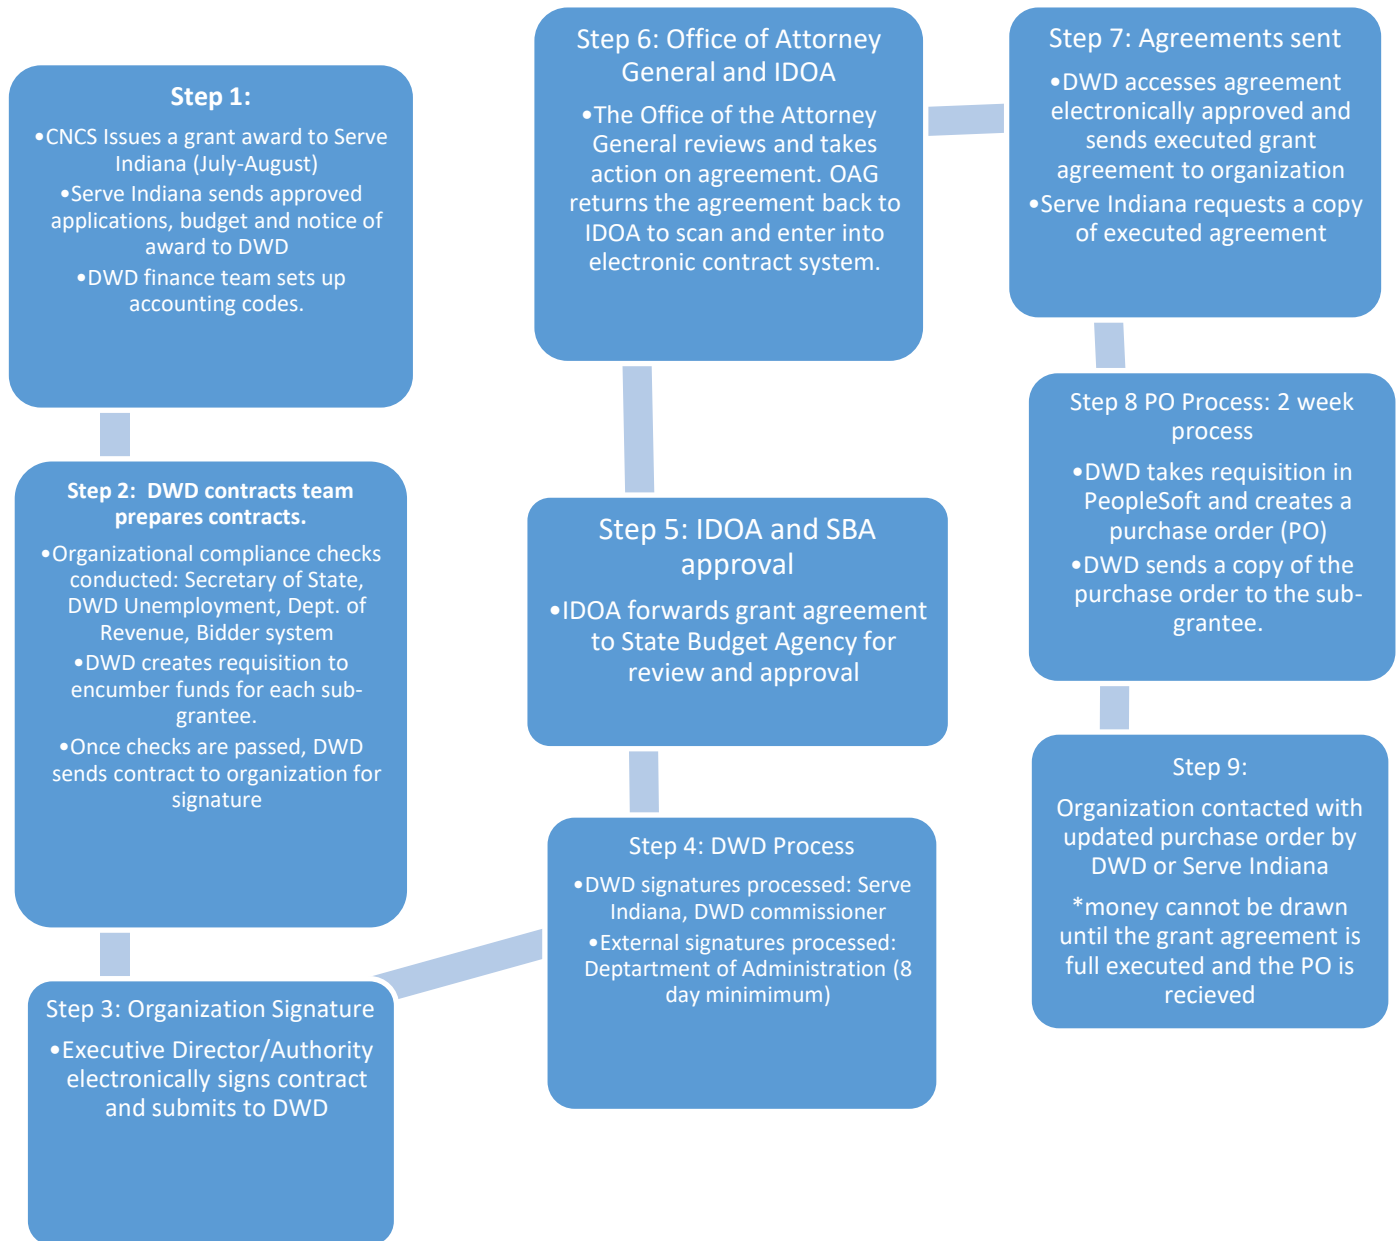 Step 1:
•CNCS Issues a grant award to Serve
Indiana (July-August)
•Serve Indiana sends approved
applications, budget and notice of
award to DWD
•DWD finance team sets up
accounting codes.
Step 2:  DWD contracts team
prepares contracts.
•Organizational compliance checks
conducted: Secretary of State,
DWD Unemployment, Dept. of
Revenue, Bidder system
•DWD creates requisition to
encumber funds for each sub-
grantee.
•Once checks are passed, DWD
sends contract to organization for
signature
Step 3: Organization Signature
•Executive Director/Authority
electronically signs contract
and submits to DWD
Step 4: DWD Process
•DWD signatures processed: Serve
Indiana, DWD commissioner
•External signatures processed:
Deptartment of Administration (8
day minimimum)
Step 5: IDOA and SBA
approval
•IDOA forwards grant agreement
to State Budget Agency for
review and approval
Step 6: Office of Attorney
General and IDOA
•The Office of the Attorney
General reviews and takes
action on agreement. OAG
returns the agreement back to
IDOA to scan and enter into
electronic contract system.
Step 7: Agreements sent
•DWD accesses agreement
electronically approved and
sends executed grant
agreement to organization
•Serve Indiana requests a copy
of executed agreement
Step 8 PO Process: 2 week
process
•DWD takes requisition in
PeopleSoft and creates a
purchase order (PO)
•DWD sends a copy of the
purchase order to the sub-
grantee.
Step 9:
Organization contacted with
updated purchase order by
DWD or Serve Indiana
*money cannot be drawn
until the grant agreement is
full executed and the PO is
recieved